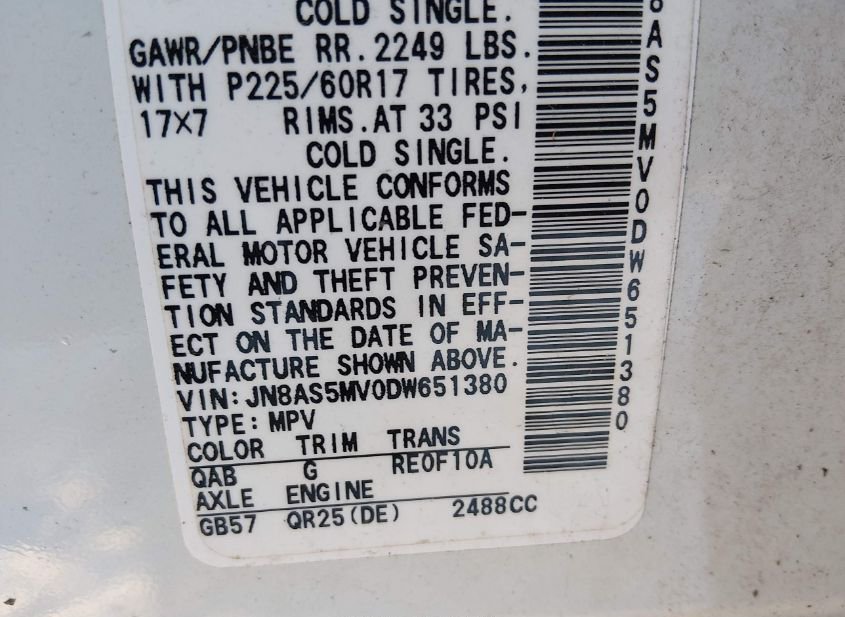 COLD SINGLE.
GAWR/PNBE RR. 2249 LBS.
WITH P225/60R17 TIRES,
17X7 RIMS. AT 33 PSI
COLD SINGLE.
THIS VEHICLE CONFORMS
TO ALL APPLICABLE FED-
ERAL MOTOR VEHICLE SA-
FETY AND THEFT PREVEN-
TION STANDARDS IN EFF-
ECT ON THE DATE OF MA-
NUFACTURE SHOWN ABOVE.
VIN: JN8AS5MV0DW651380
TYPE: MPV
COLOR TRIM TRANS
QAB G RE0F10A
AXLE ENGINE
GB57 QR25(DE) 2488CC
8AS5MV0DW651380